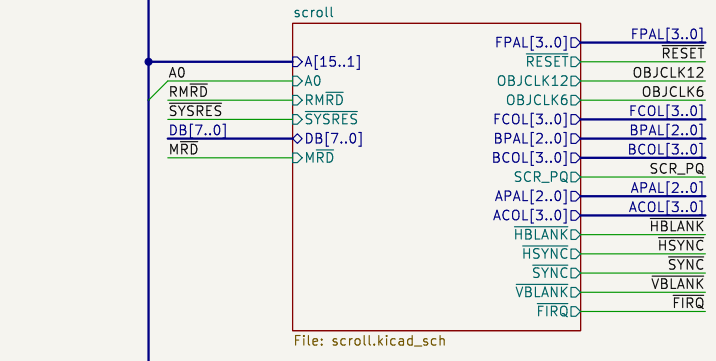 scroll
A[15..1]
A0 A0
RMRD RMRD
SYSRES SYSRES
DB[7..0] DB[7..0]
MRD MRD
FPAL[3..0] FPAL[3..0]
RESET RESET
OBJCLK12 OBJCLK12
OBJCLK6 OBJCLK6
FCOL[3..0] FCOL[3..0]
BPAL[2..0] BPAL[2..0]
BCOL[3..0] BCOL[3..0]
SCR_PQ SCR_PQ
APAL[2..0] APAL[2..0]
ACOL[3..0] ACOL[3..0]
HBLANK HBLANK
HSYNC HSYNC
SYNC SYNC
VBLANK VBLANK
FIRQ FIRQ
File: scroll.kicad_sch